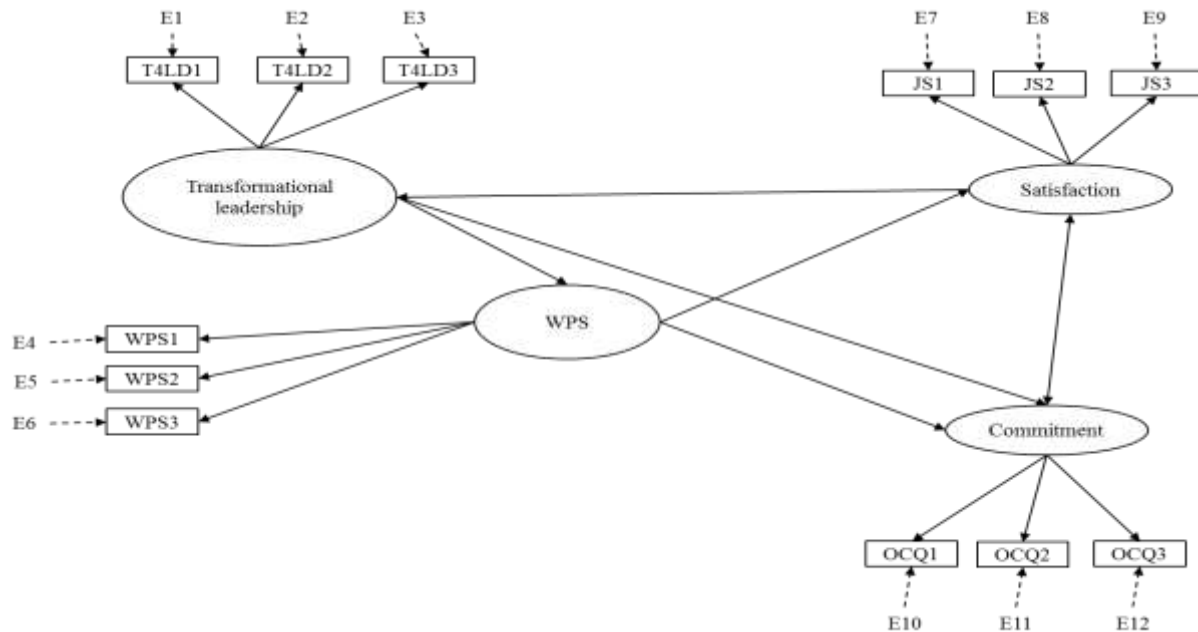 E1
E2
E3
T4LD1
T4LD2
T4LD3
E7
E8
E9
JS1
JS2
JS3
Transformational
leadership
Satisfaction
WPS
E4
WPS1
E5
WPS2
E6
WPS3
Commitment
OCQ1
OCQ2
OCQ3
E10
E11
E12